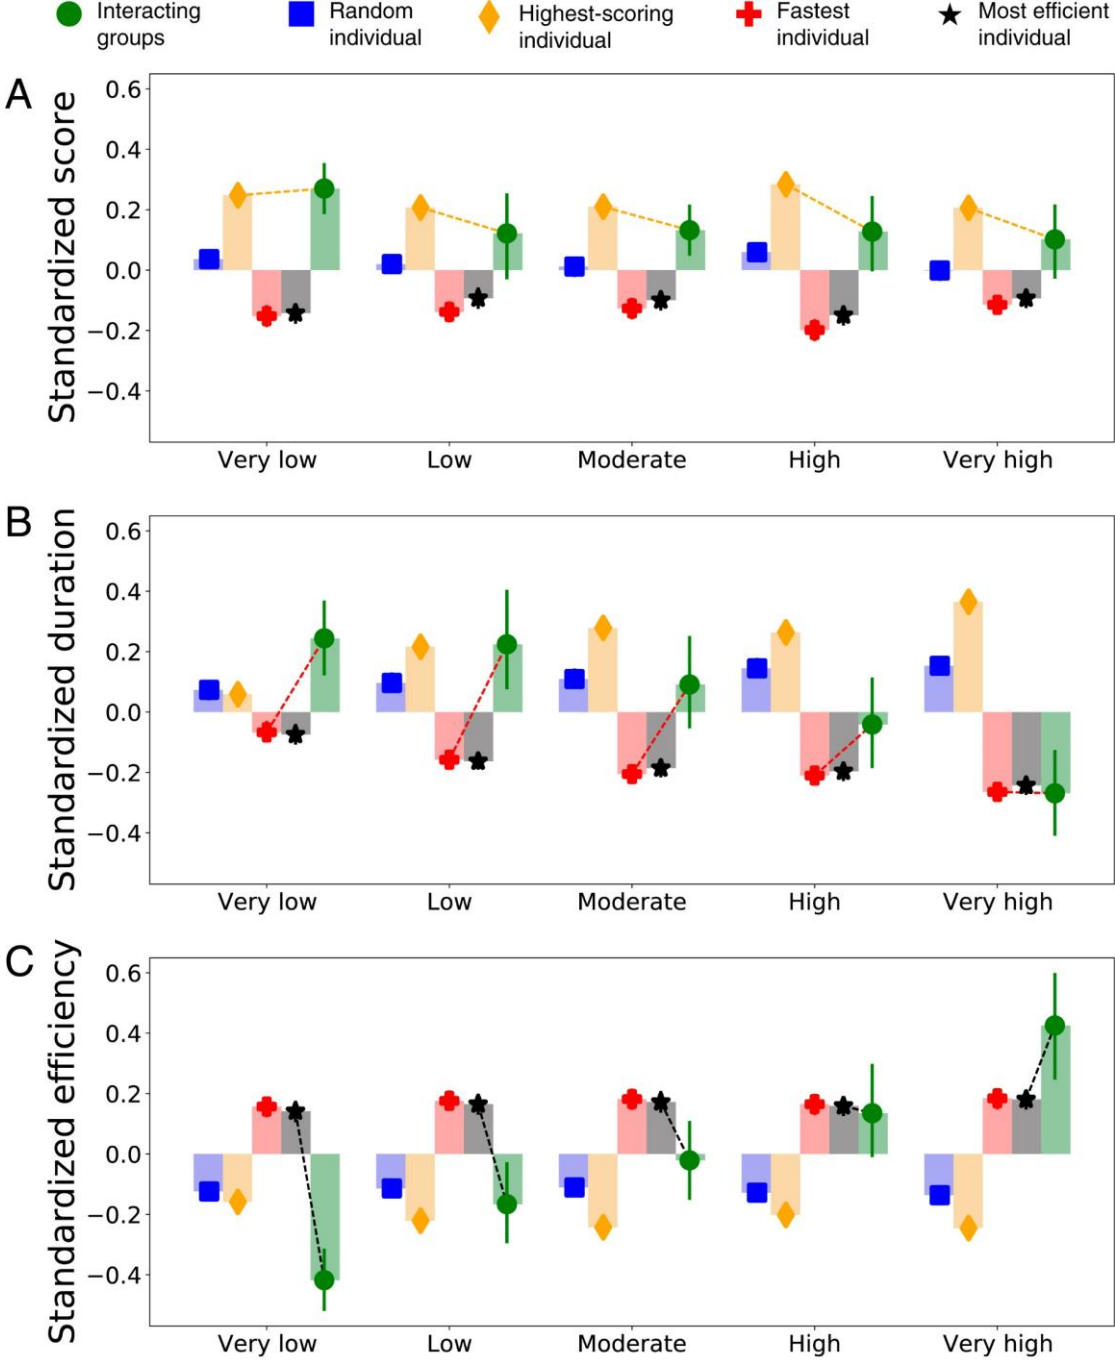 Interacting groups
Random individual
Highest-scoring individual
Fastest individual
Most efficient individual
A
Standardized score
0.6
0.4
0.2
0.0
−0.2
−0.4
Very low
Low
Moderate
High
Very high
B
Standardized duration
0.6
0.4
0.2
0.0
−0.2
−0.4
Very low
Low
Moderate
High
Very high
C
Standardized efficiency
0.6
0.4
0.2
0.0
−0.2
−0.4
Very low
Low
Moderate
High
Very high